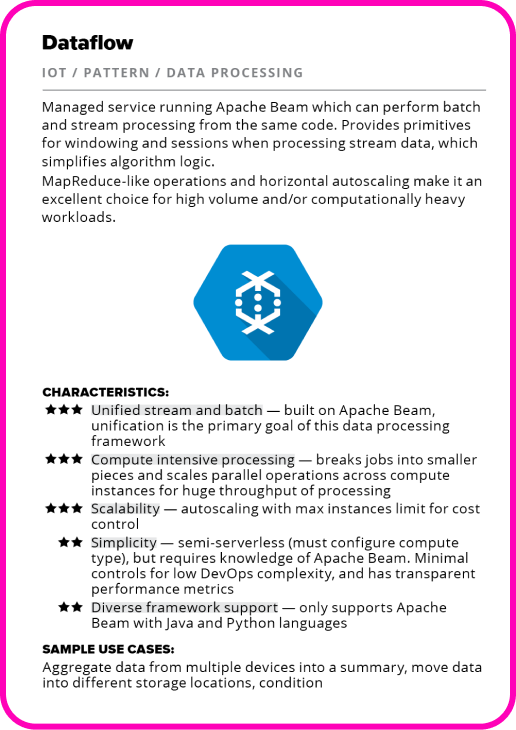 Dataflow
IOT / PATTERN / DATA PROCESSING
Managed service running Apache Beam which can perform batch
and stream processing from the same code. Provides primitives
for windowing and sessions when processing stream data, which
simplifies algorithm logic.
MapReduce-like operations and horizontal autoscaling make it an
excellent choice for high volume and/or computationally heavy
workloads.
CHARACTERISTICS:
★★★ Unified stream and batch — built on Apache Beam,
unification is the primary goal of this data processing
framework
★★★ Compute intensive processing — breaks jobs into smaller
pieces and scales parallel operations across compute
instances for huge throughput of processing
★★★ Scalability — autoscaling with max instances limit for cost
control
★★ Simplicity — semi-serverless (must configure compute
type), but requires knowledge of Apache Beam. Minimal
controls for low DevOps complexity, and has transparent
performance metrics
★★ Diverse framework support — only supports Apache
Beam with Java and Python languages
SAMPLE USE CASES:
Aggregate data from multiple devices into a summary, move data
into different storage locations, condition